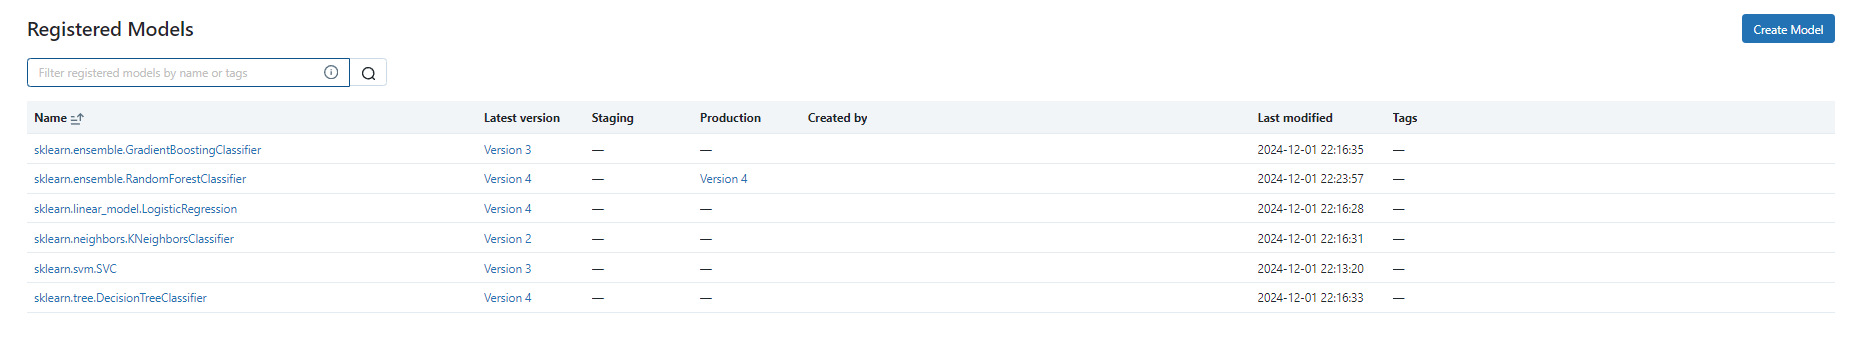 Registered Models
Create Model
Filter registered models by name or tags
Name Latest version Staging Production Created by Last modified Tags
sklearn.ensemble.GradientBoostingClassifier Version 3 — — 2024-12-01 22:16:35 —
sklearn.ensemble.RandomForestClassifier Version 4 — Version 4 2024-12-01 22:23:57 —
sklearn.linear_model.LogisticRegression Version 4 — — 2024-12-01 22:16:28 —
sklearn.neighbors.KNeighborsClassifier Version 2 — — 2024-12-01 22:16:31 —
sklearn.svm.SVC Version 3 — — 2024-12-01 22:13:20 —
sklearn.tree.DecisionTreeClassifier Version 4 — — 2024-12-01 22:16:33 —